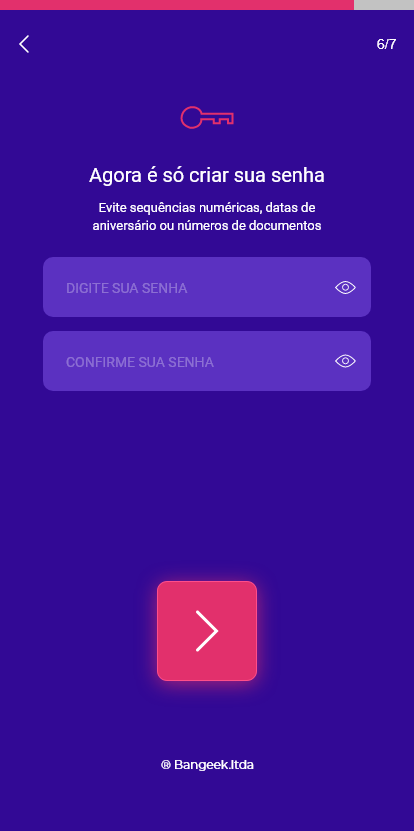 6/7
Agora é só criar sua senha
Evite sequências numéricas, datas de
aniversário ou números de documentos
DIGITE SUA SENHA
CONFIRME SUA SENHA
® Bangeek.ltda